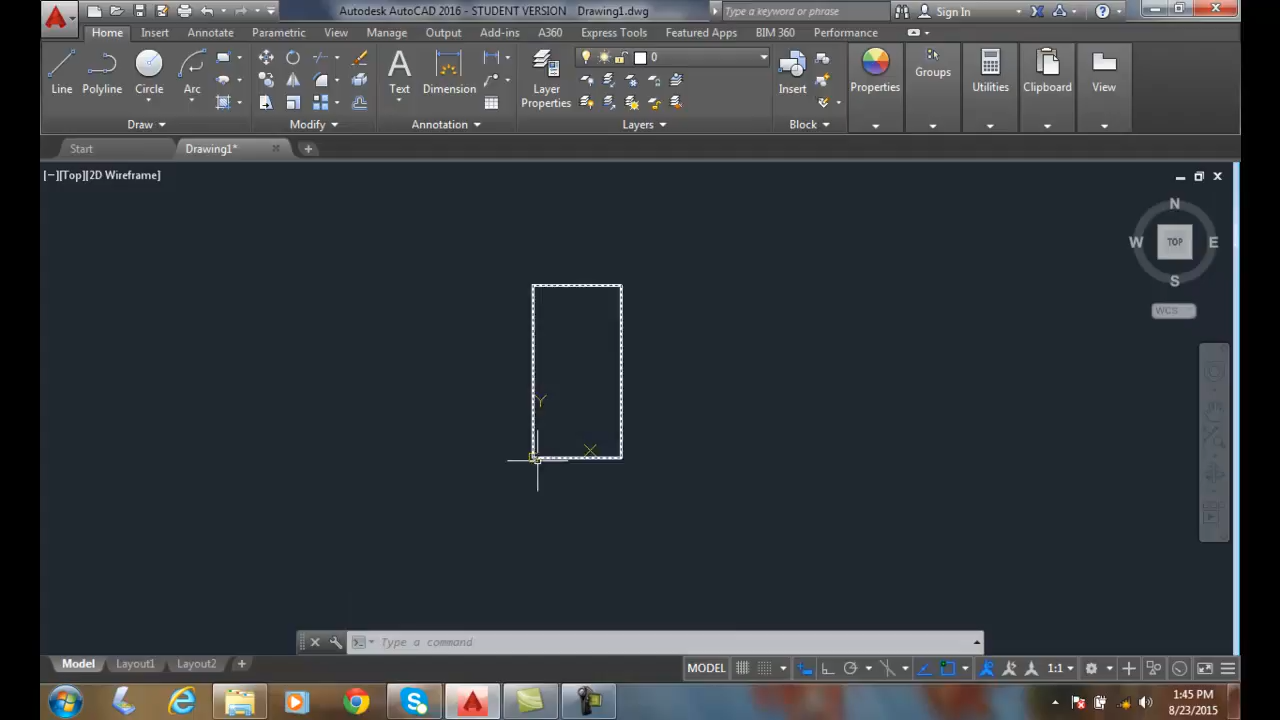 Autodesk AutoCAD 2016 - STUDENT VERSION Drawing1.dwg
Type a keyword or phrase
Sign In
Home Insert Annotate Parametric View Manage Output Add-ins A360 Express Tools Featured Apps BIM 360 Performance
Line Polyline Circle Arc Text Dimension Layer Properties 0 Insert Properties Groups Utilities Clipboard View
Draw Modify Annotation Layers Block
Start Drawing1*
[−][Top][2D Wireframe]
N
W TOP E
S
WCS
Y
X
Type a command
Model Layout1 Layout2 MODEL 1:1
1:45 PM
8/23/2015